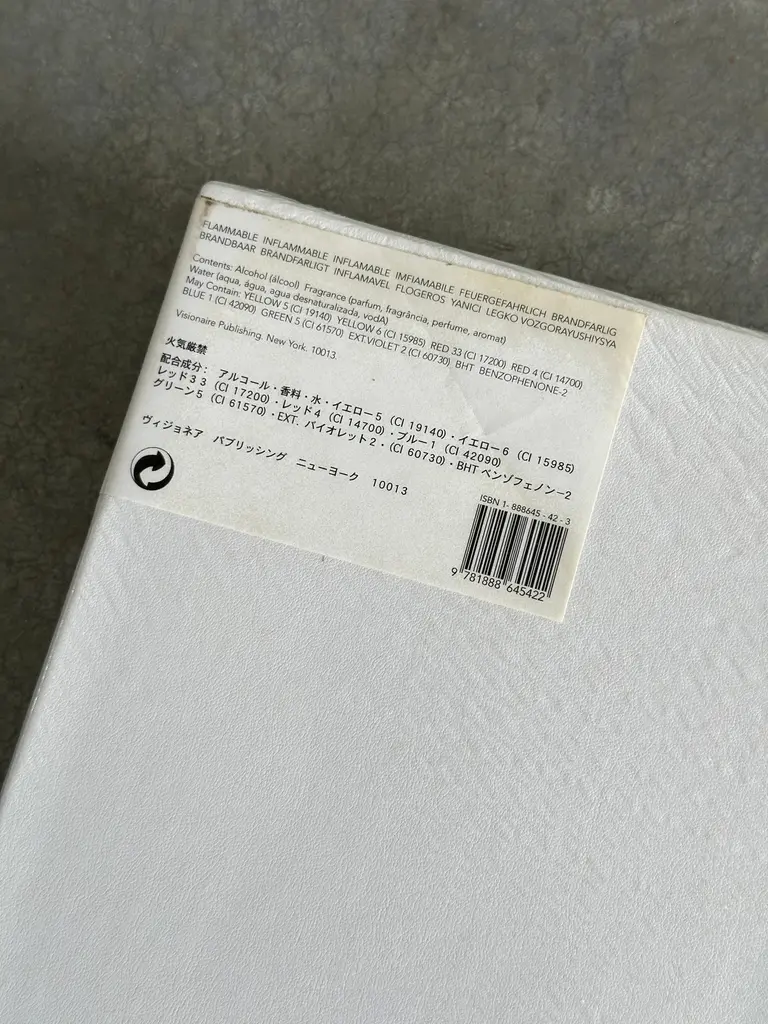 FLAMMABLE INFLAMMABLE INFLAMABLE IMFIAMABILE FEUERGEFAHRLICH BRANDFARLIG
BRANDBAAR BRANDFARLIGT INFLAMAVEL FLOGEROS YANICI LEGKO VOZGORAYUSHIYSYA
Contents: Alcohol (álcool) Fragrance (parfum, fragrância, perfume, aromat)
Water (aqua, água, agua desnaturalizada, vodA)
May Contain: YELLOW 5 (CI 19140) YELLOW 6 (CI 15985) RED 33 (CI 17200) RED 4 (CI 14700)
BLUE 1 (CI 42090) GREEN 5 (CI 61570) EXT.VIOLET 2 (CI 60730) BHT BENZOPHENONE-2
Visionaire Publishing. New York. 10013.
火気厳禁
配合成分: アルコール・香料・水・イエロー5 (CI 19140)・イエロー6 (CI 15985)
レッド33 (CI 17200)・レッド4 (CI 14700)・ブルー1 (CI 42090)
グリーン5 (CI 61570)・EXT. バイオレット2・(CI 60730)・BHT ベンゾフェノン−2
ヴィジョネア パブリッシング ニューヨーク 10013
ISBN 1- 888645 - 42 - 3
9 781888 645422